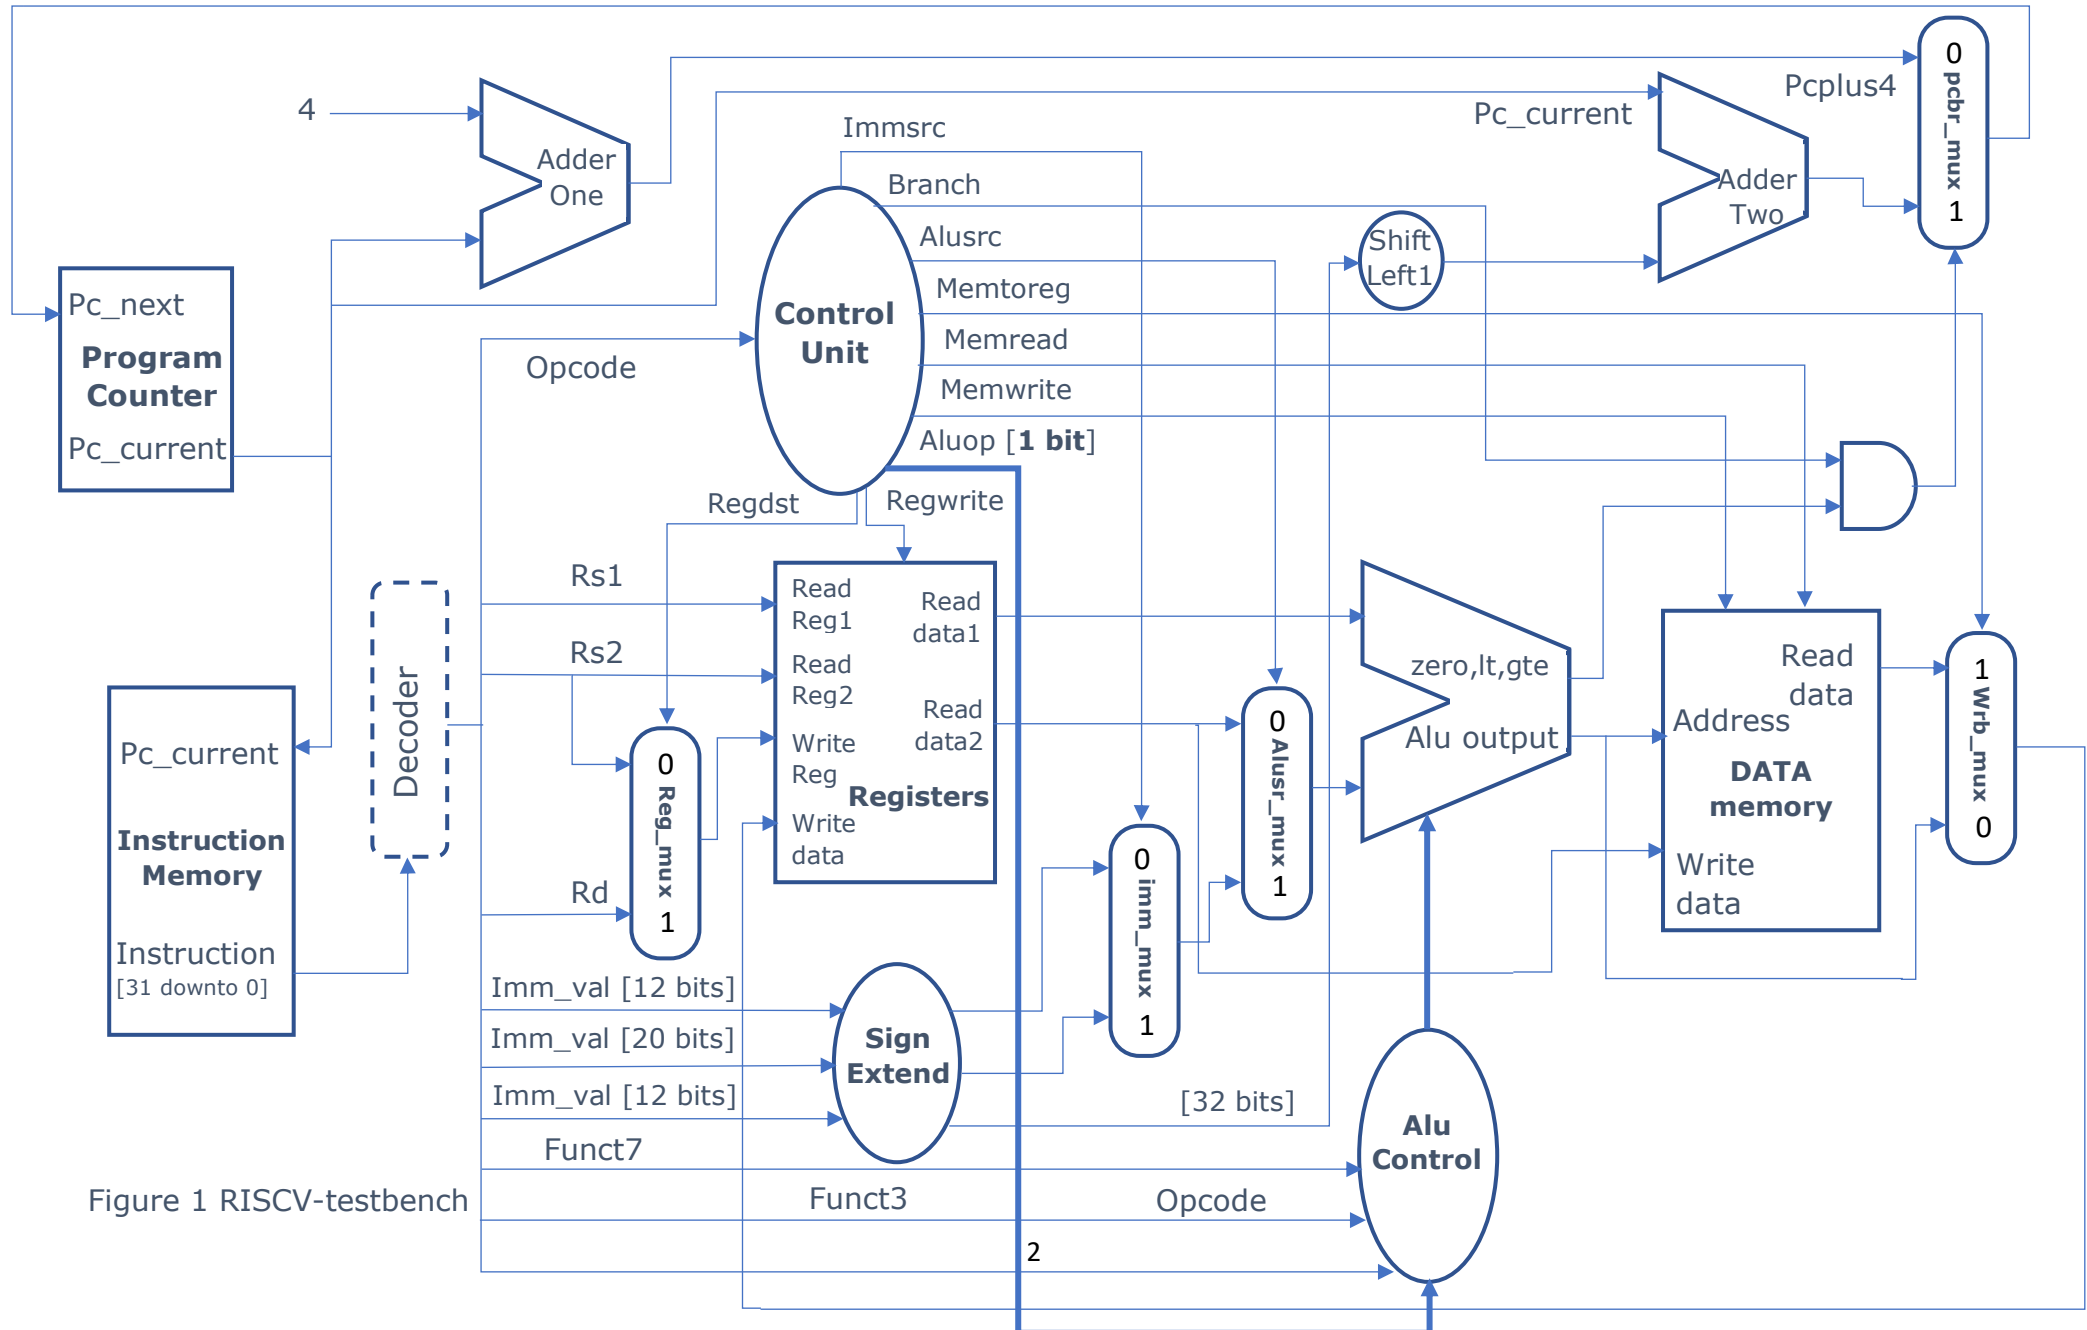 0
pcbr_mux
1
Pcplus4
4
Pc_current
Immsrc
Adder
One
Branch
Adder
Two
Alusrc
Shift
Left1
Memtoreg
Pc_next
Program
Counter
Pc_current
Control
Unit
Memread
Opcode
Memwrite
Aluop [1 bit]
Regdst
Regwrite
Rs1
Read
Reg1
Read
data1
Rs2
Read
Reg2
Read
data2
Write
Reg
Registers
Write
data
zero,lt,gte
Alu output
Read
data
Address
DATA
memory
Write
data
1
Wrb_mux
0
Decoder
0
Reg_mux
1
0
Alusr_mux
1
Pc_current
Instruction
Memory
Instruction
[31 downto 0]
Rd
0
imm_mux
1
Imm_val [12 bits]
Imm_val [20 bits]
Imm_val [12 bits]
Sign
Extend
[32 bits]
Alu
Control
Funct7
Figure 1 RISCV-testbench
Funct3
Opcode
2